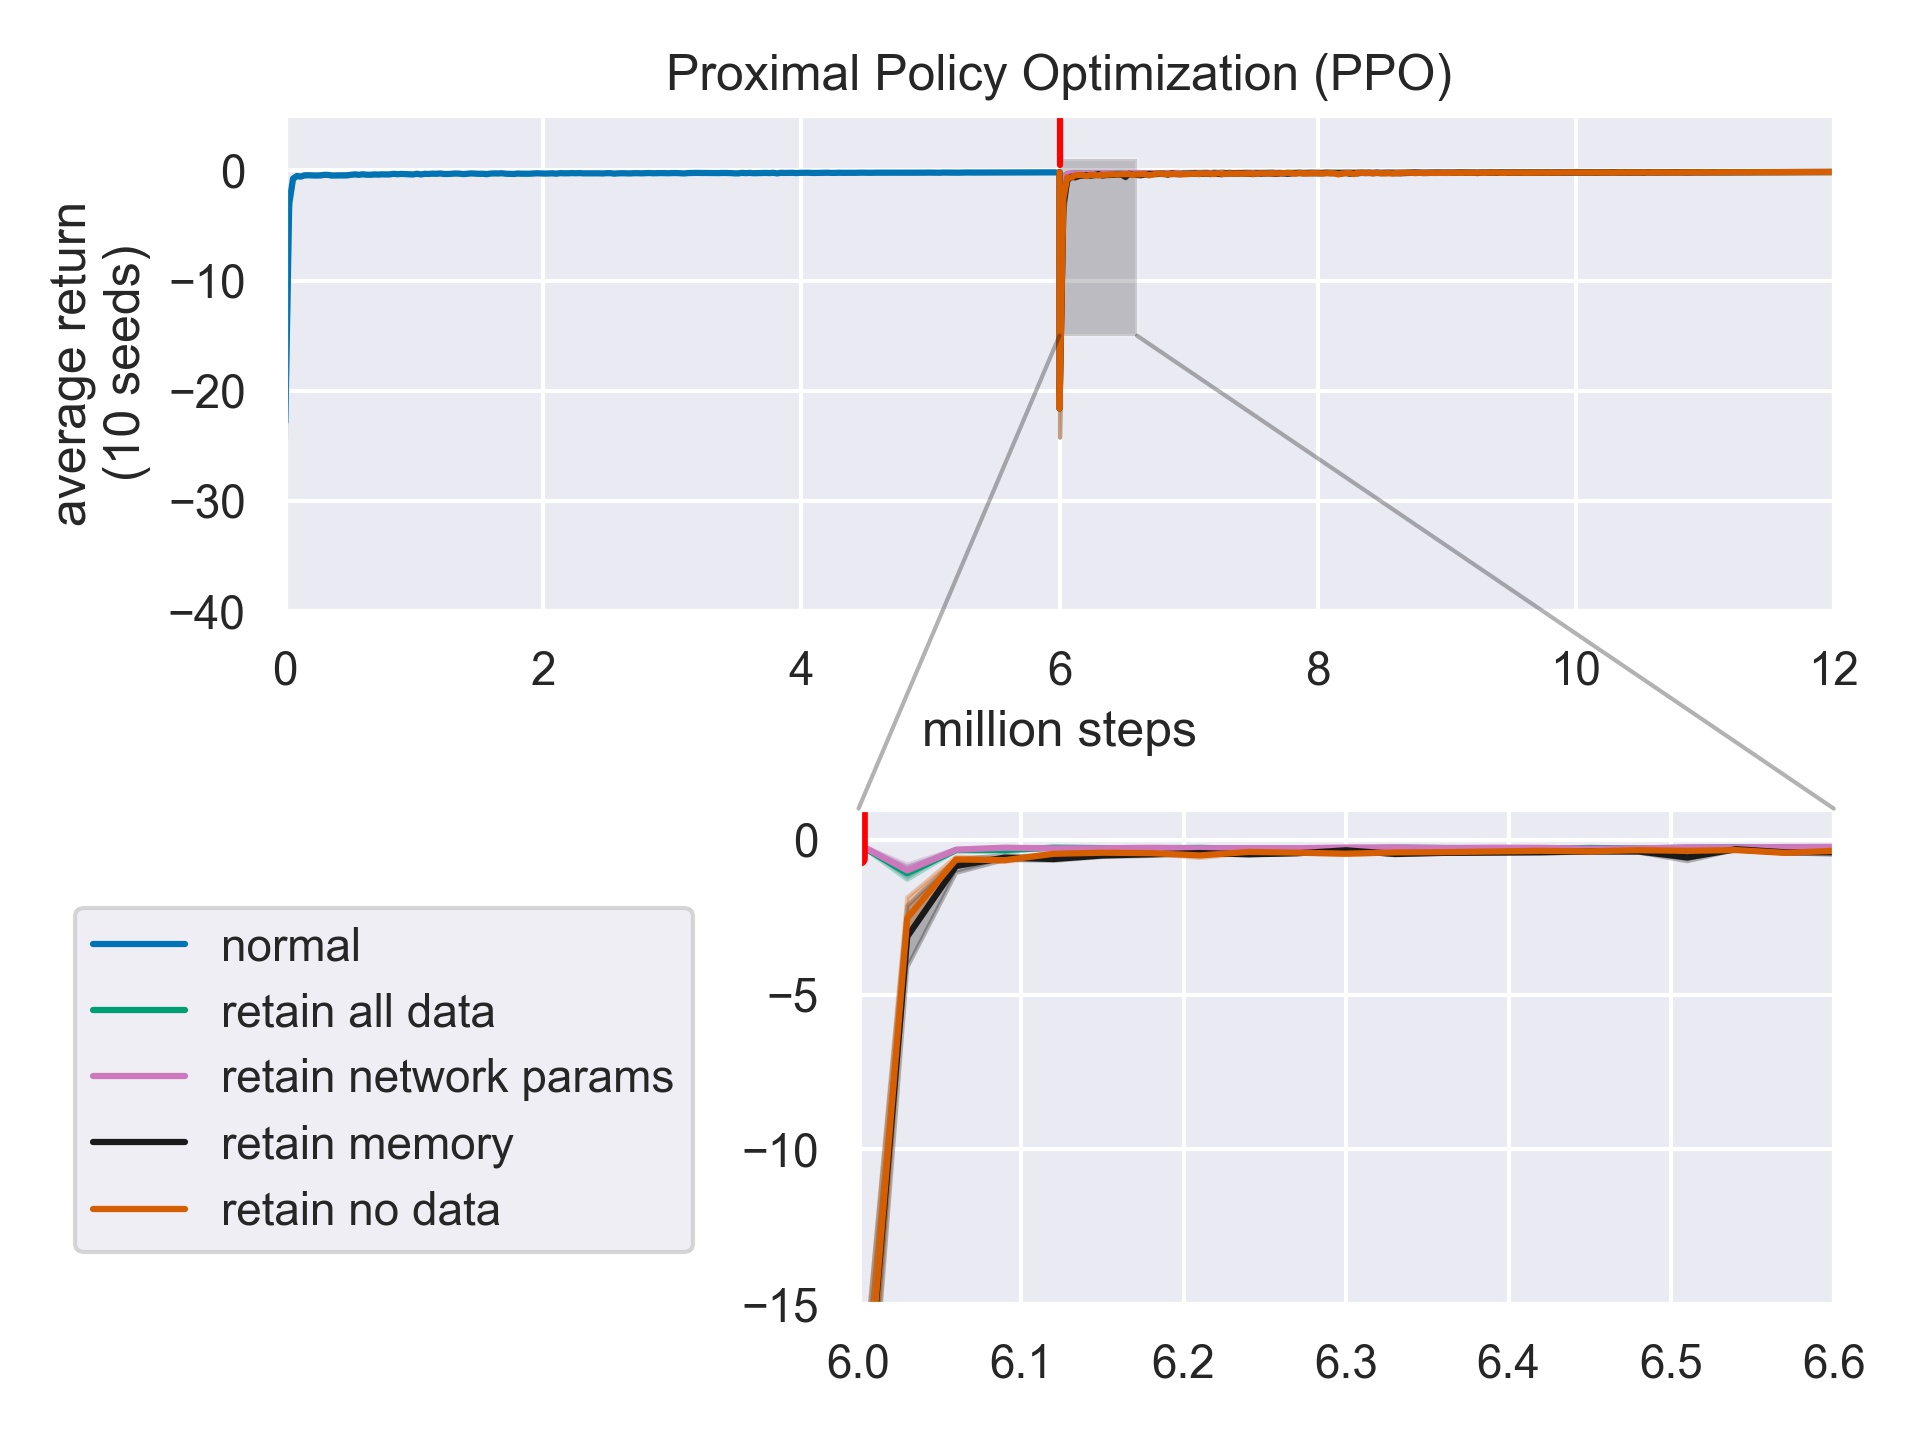 Proximal Policy Optimization (PPO)
average return
(10 seeds)
0
−10
−20
−30
−40
0 2 4 6 8 10 12
million steps
normal
retain all data
retain network params
retain memory
retain no data
0
−5
−10
−15
6.0 6.1 6.2 6.3 6.4 6.5 6.6